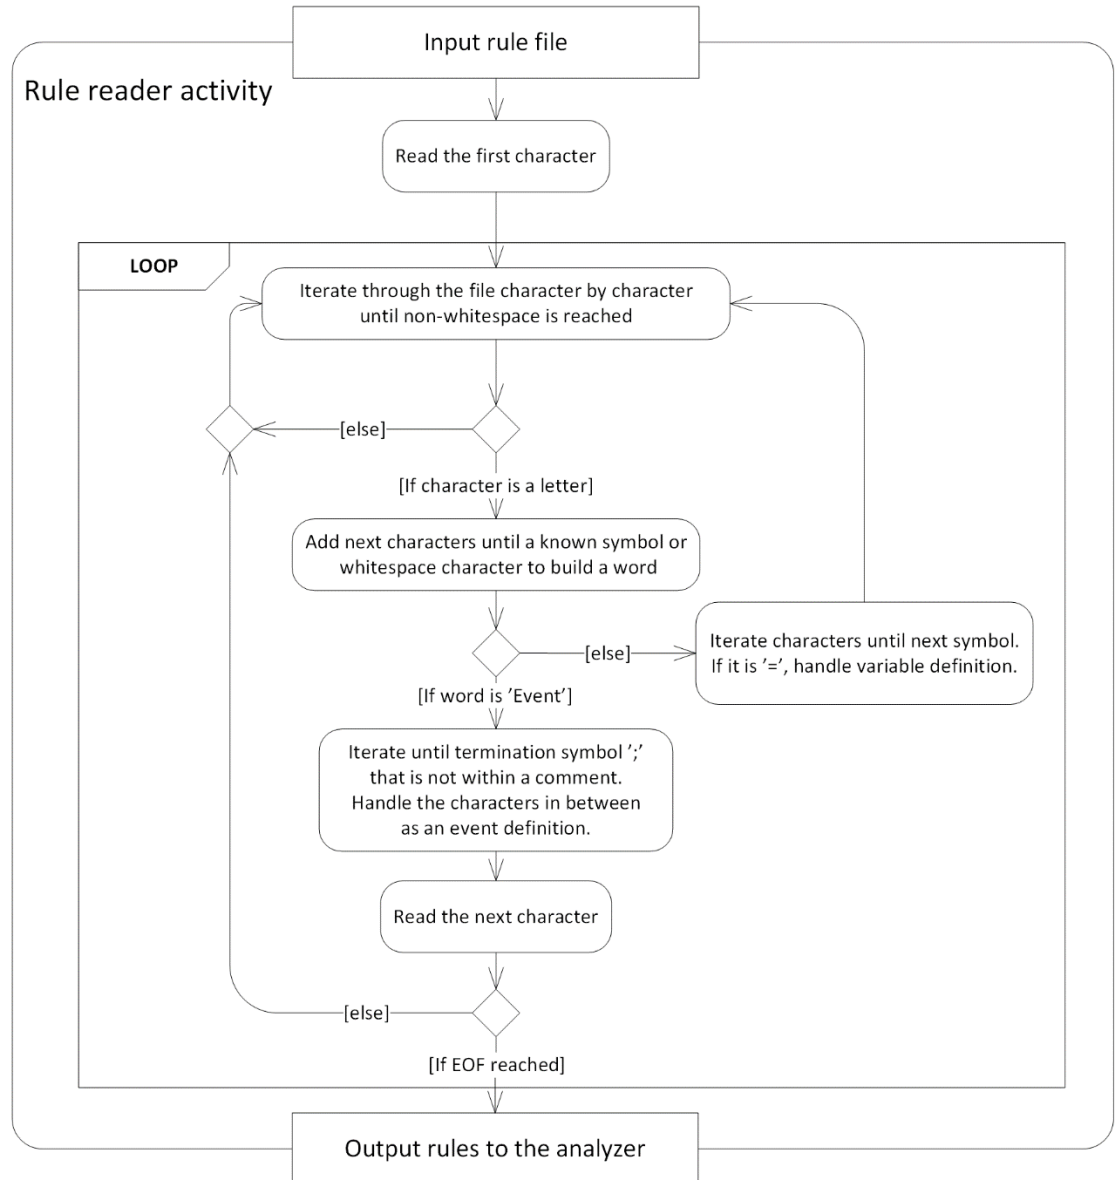 Input rule file
Rule reader activity
Read the first character
LOOP
Iterate through the file character by character
until non-whitespace is reached
[else]
[If character is a letter]
Add next characters until a known symbol or
whitespace character to build a word
[else]
Iterate characters until next symbol.
If it is ’=’, handle variable definition.
[If word is ’Event’]
Iterate until termination symbol ’;’
that is not within a comment.
Handle the characters in between
as an event definition.
Read the next character
[else]
[If EOF reached]
Output rules to the analyzer